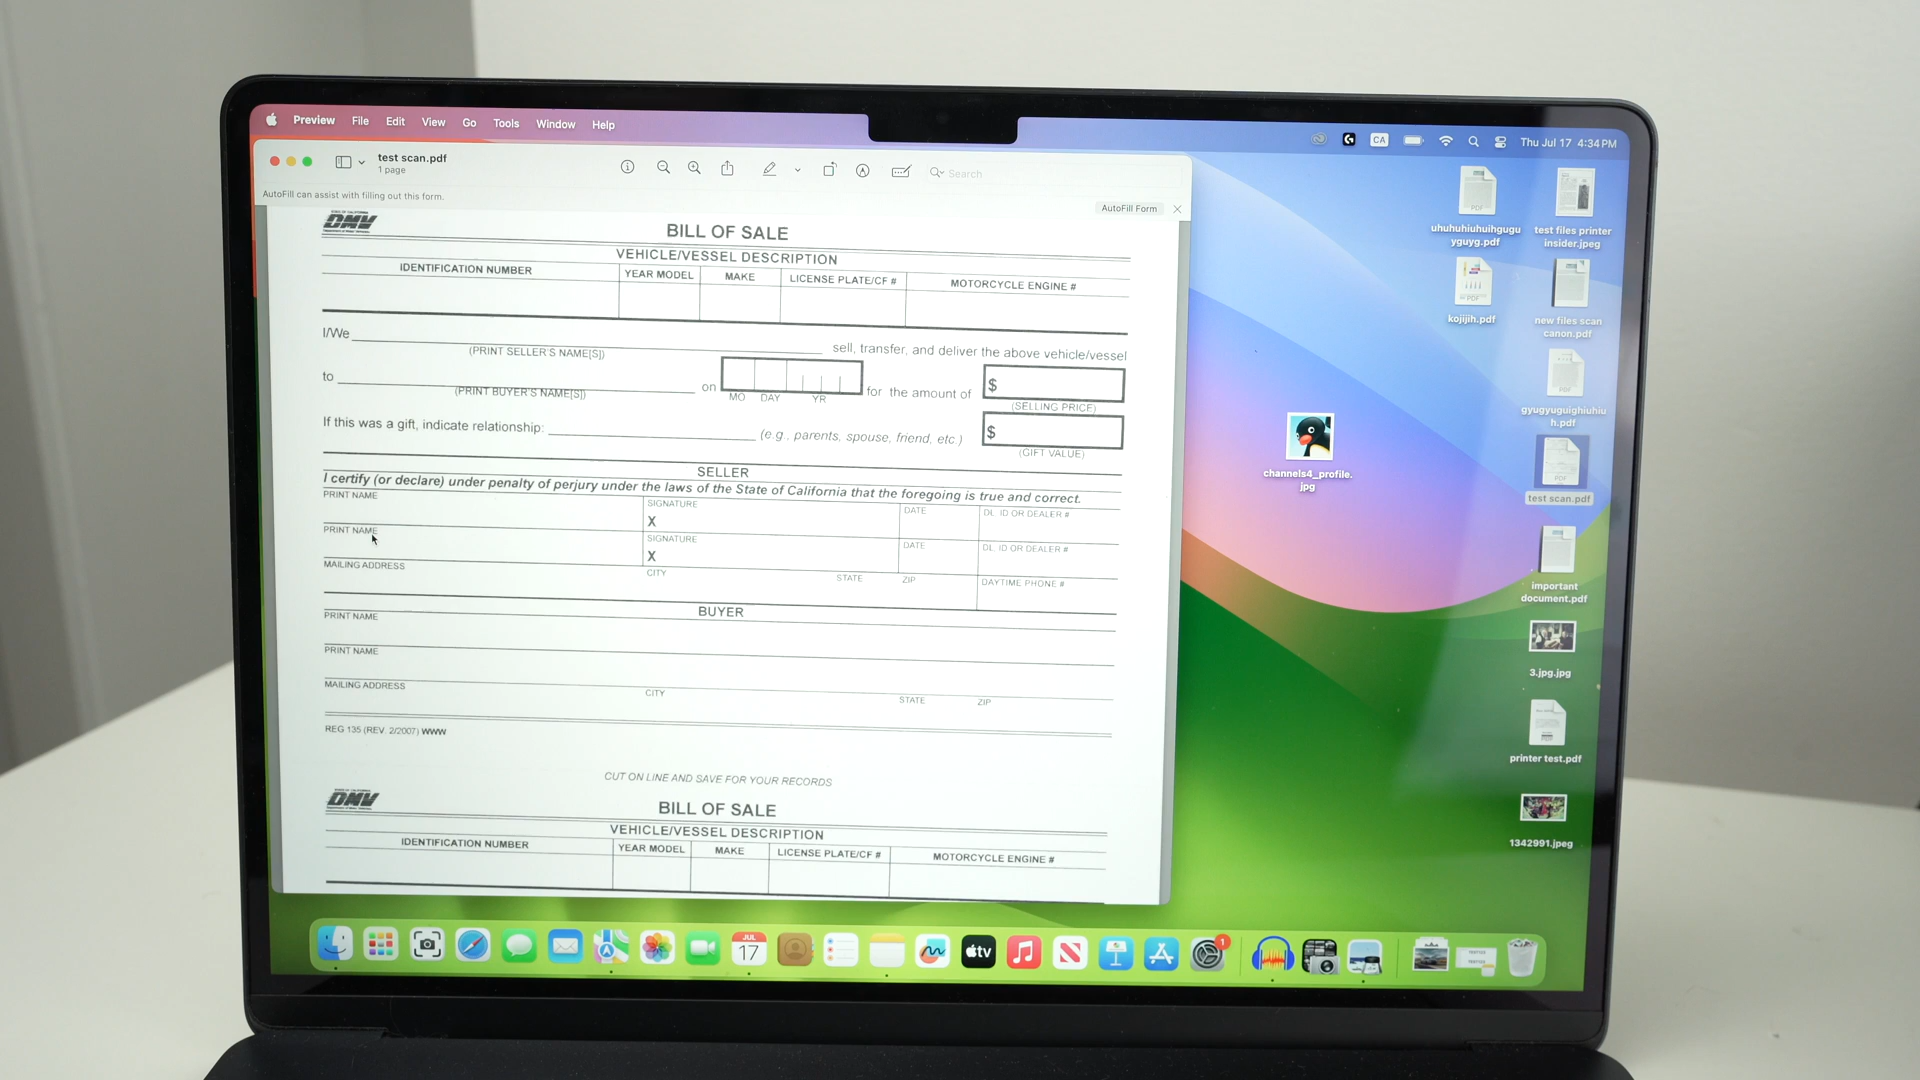 Preview File Edit View Go Tools Window Help
CA Thu Jul 17 4:34 PM
test scan.pdf
1 page
Search
AutoFill can assist with filling out this form.
AutoFill Form
DMV
BILL OF SALE
VEHICLE/VESSEL DESCRIPTION
IDENTIFICATION NUMBER YEAR MODEL MAKE LICENSE PLATE/CF # MOTORCYCLE ENGINE #
I/We sell, transfer, and deliver the above vehicle/vessel
(PRINT SELLER'S NAME[S])
to on for the amount of $
(PRINT BUYER'S NAME[S]) MO DAY YR (SELLING PRICE)
If this was a gift, indicate relationship: (e.g., parents, spouse, friend, etc.) $
(GIFT VALUE)
SELLER
I certify (or declare) under penalty of perjury under the laws of the State of California that the foregoing is true and correct.
PRINT NAME SIGNATURE DATE DL, ID OR DEALER #
X
PRINT NAME SIGNATURE DATE DL, ID OR DEALER #
X
MAILING ADDRESS CITY STATE ZIP DAYTIME PHONE #
BUYER
PRINT NAME
PRINT NAME
MAILING ADDRESS CITY STATE ZIP
REG 135 (REV. 2/2007) WWW
CUT ON LINE AND SAVE FOR YOUR RECORDS
DMV
BILL OF SALE
VEHICLE/VESSEL DESCRIPTION
IDENTIFICATION NUMBER YEAR MODEL MAKE LICENSE PLATE/CF # MOTORCYCLE ENGINE #
channels4_profile.
jpg
uhuhuhiuhuihgugu
yguyg.pdf
test files printer
insider.jpeg
kojijih.pdf
new files scan
canon.pdf
gyugyuguighiuhiu
h.pdf
test scan.pdf
important
document.pdf
3.jpg.jpg
printer test.pdf
1342991.jpeg
JUL
17
tv
1